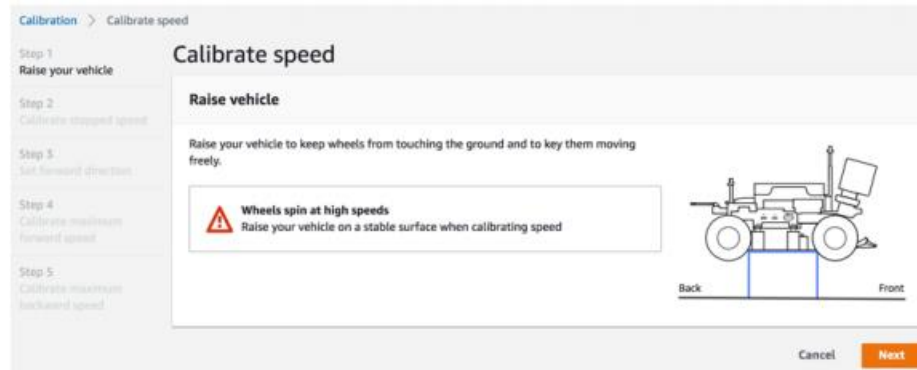 Calibration > Calibrate speed
Step 1
Raise your vehicle
Step 2
Calibrate stopped speed
Step 3
Set forward direction
Step 4
Calibrate maximum
forward speed
Step 5
Calibrate maximum
backward speed
Calibrate speed
Raise vehicle
Raise your vehicle to keep wheels from touching the ground and to key them moving
freely.
Wheels spin at high speeds
Raise your vehicle on a stable surface when calibrating speed
Back
Front
Cancel
Next